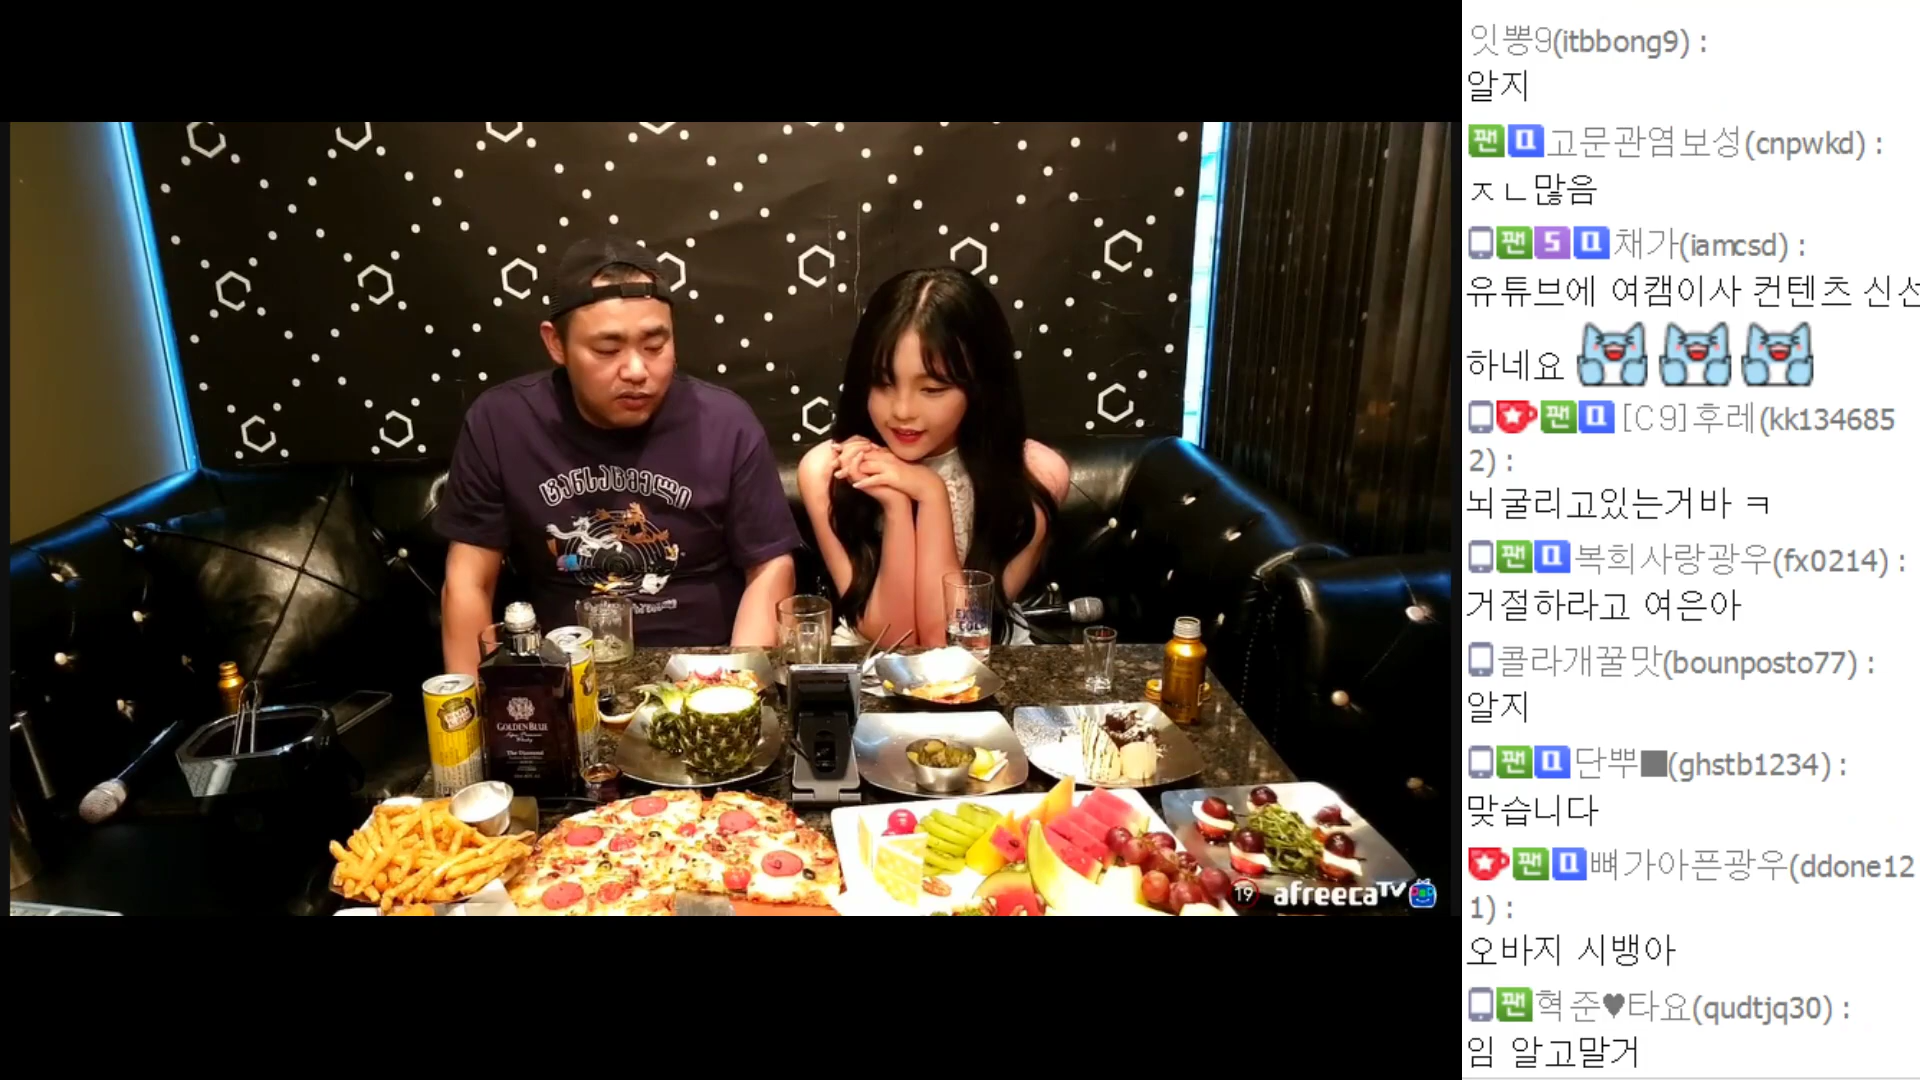 잇뽕9(itbbong9) :
알지
팬 고문관염보성(cnpwkd) :
ㅈㄴ많음
팬 S 채가(iamcsd) :
유튜브에 여캠이사 컨텐츠 신선
하네요
팬 [C9]후레(kk134685
2) :
뇌굴리고있는거바 ㅋ
팬 복희사랑광우(fx0214) :
거절하라고 여은아
콜라개꿀맛(bounposto77) :
알지
팬 단뿌■(ghstb1234) :
맞습니다
팬 뼈가아픈광우(ddone12
1) :
오바지 시뱅아
팬 혁준♥타요(qudtjq30) :
임 알고말거
GOLDEN BLUE
The Diamond
19 afreecaTV